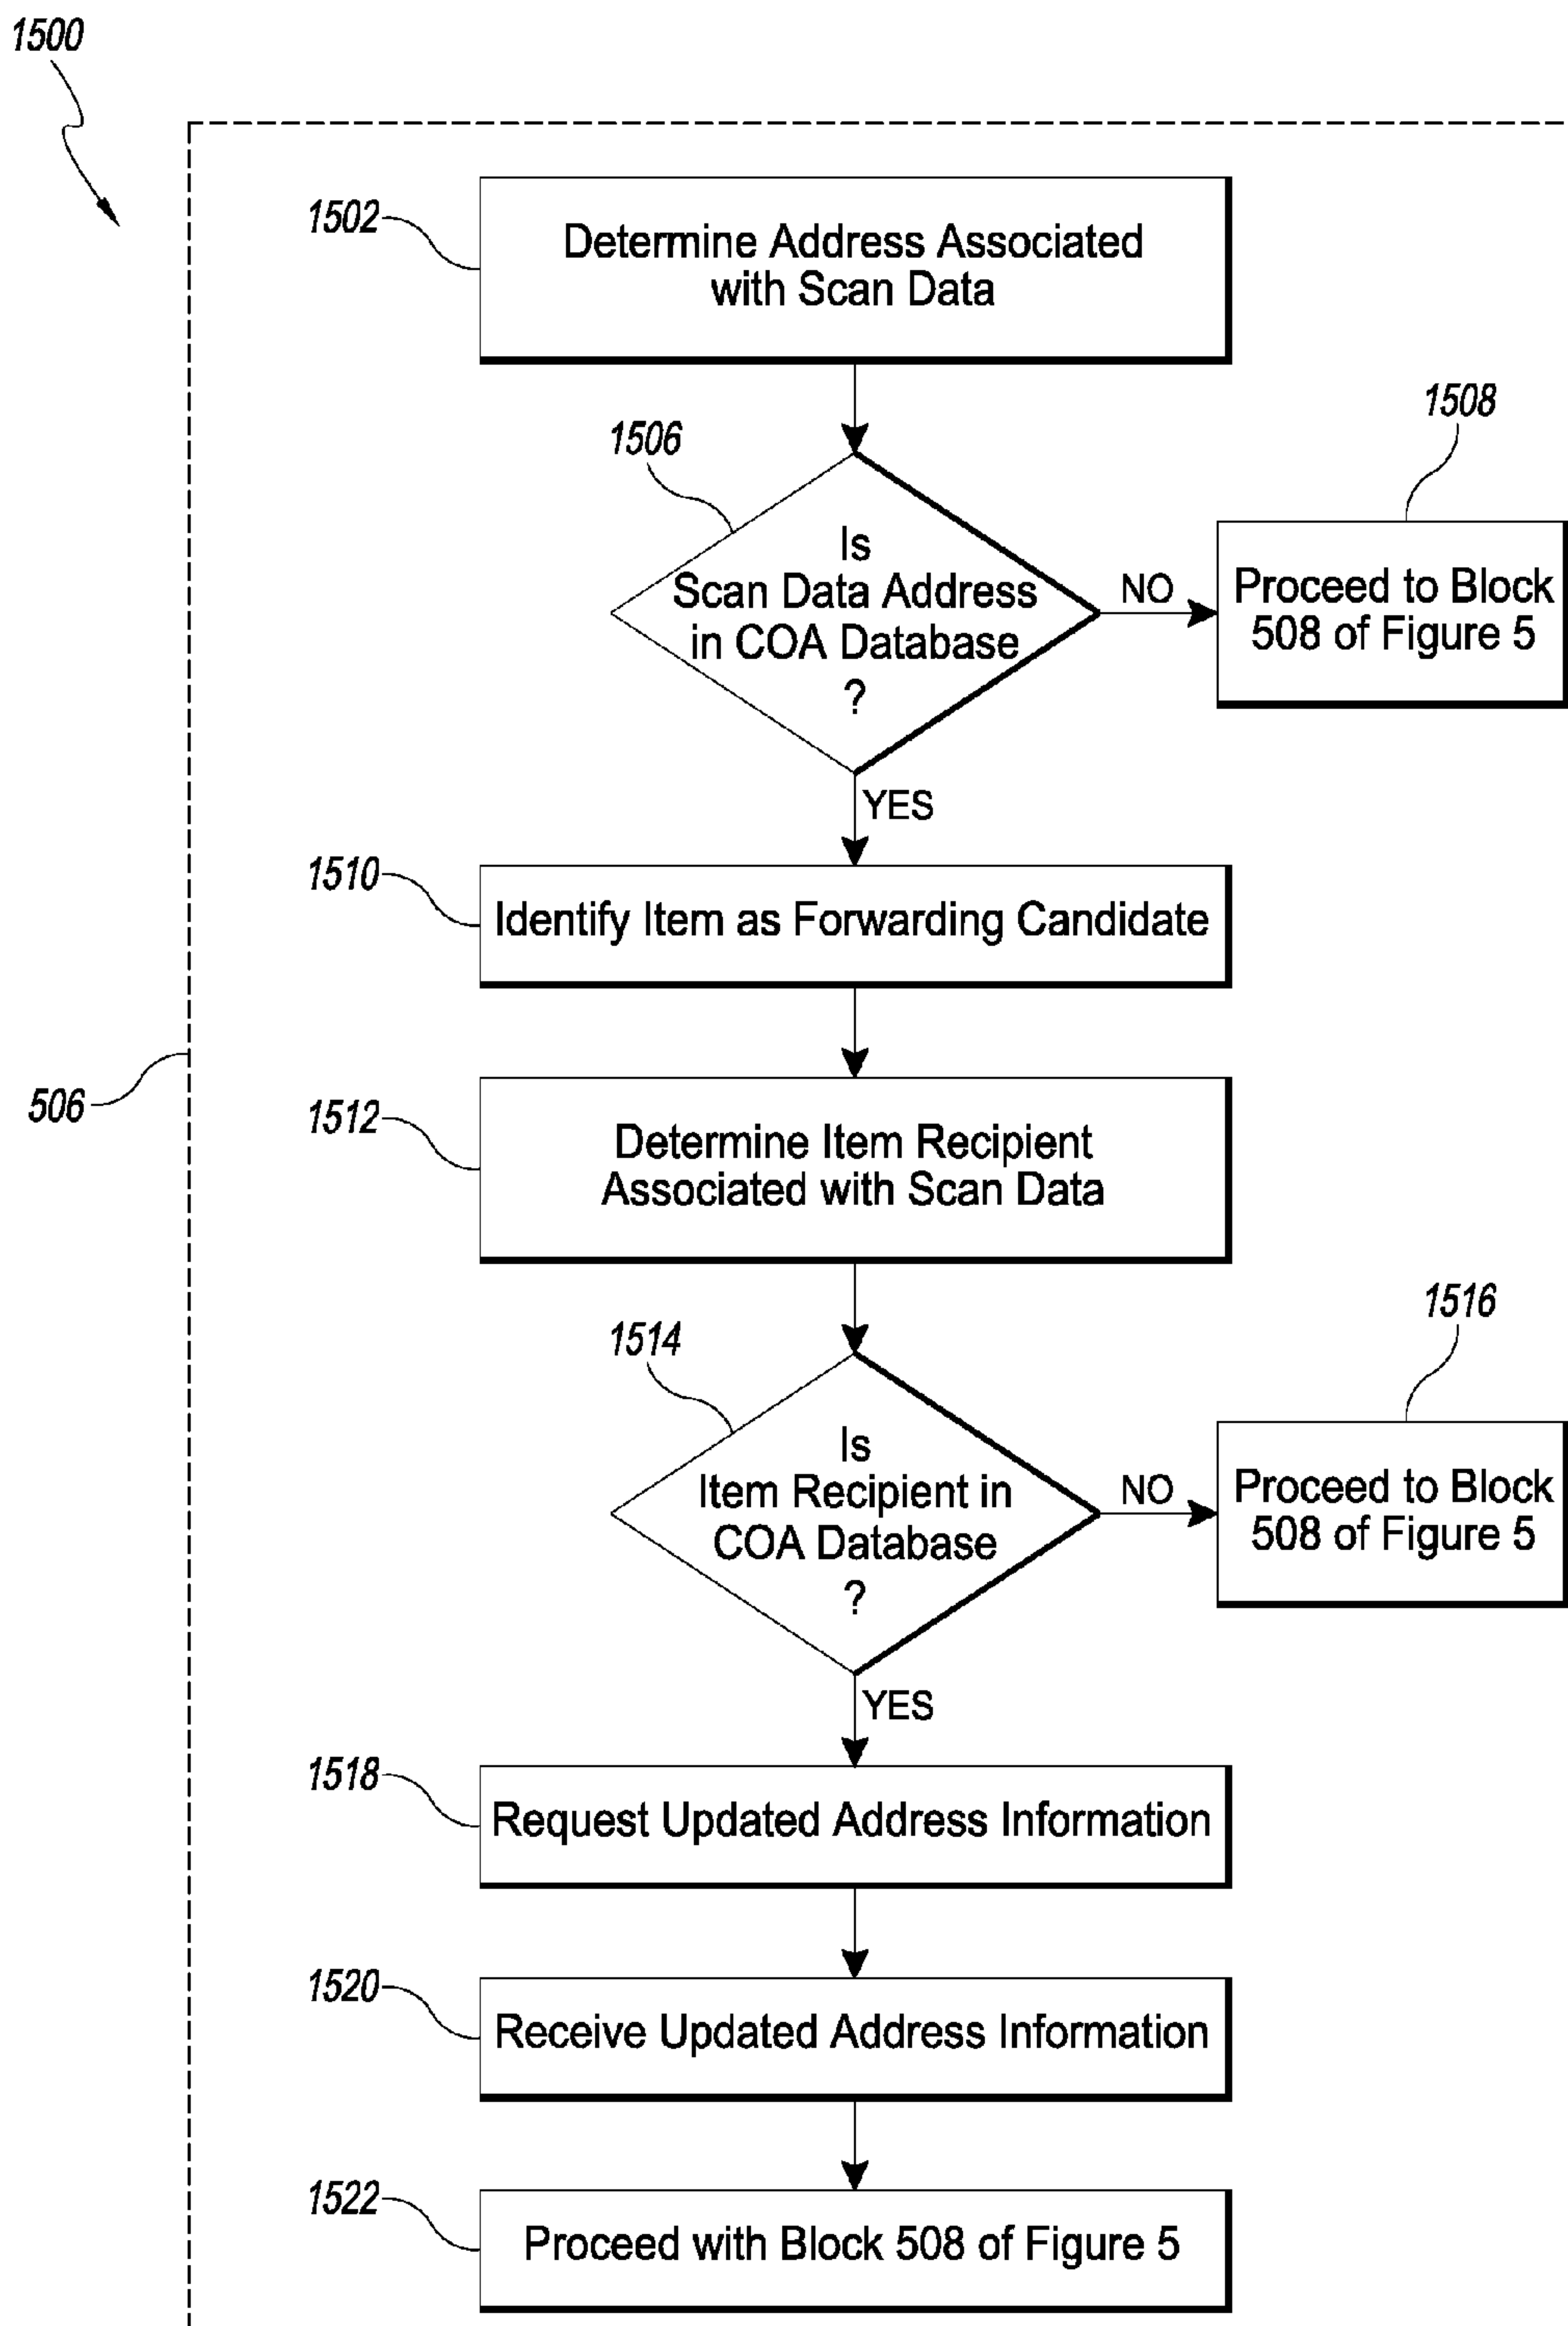 1500
1502
Determine Address Associated
with Scan Data
1506
1508
Is
Scan Data Address
in COA Database
?
NO
Proceed to Block
508 of Figure 5
YES
1510
Identify Item as Forwarding Candidate
506
1512
Determine Item Recipient
Associated with Scan Data
1514
1516
Is
Item Recipient in
COA Database
?
NO
Proceed to Block
508 of Figure 5
YES
1518
Request Updated Address Information
1520
Receive Updated Address Information
1522
Proceed with Block 508 of Figure 5